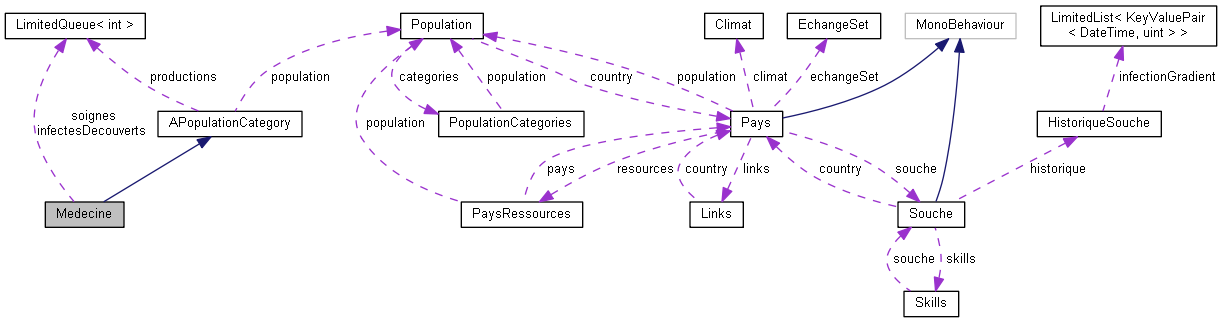 LimitedQueue< int >
Population
Climat
EchangeSet
MonoBehaviour
LimitedList< KeyValuePair
< DateTime, uint > >
productions
population
categories
population
country
population
climat
echangeSet
infectionGradient
soignes
infectesDecouverts
APopulationCategory
population
PopulationCategories
Pays
HistoriqueSouche
pays
resources
country
links
country
souche
historique
Medecine
PaysRessources
Links
Souche
souche
skills
Skills